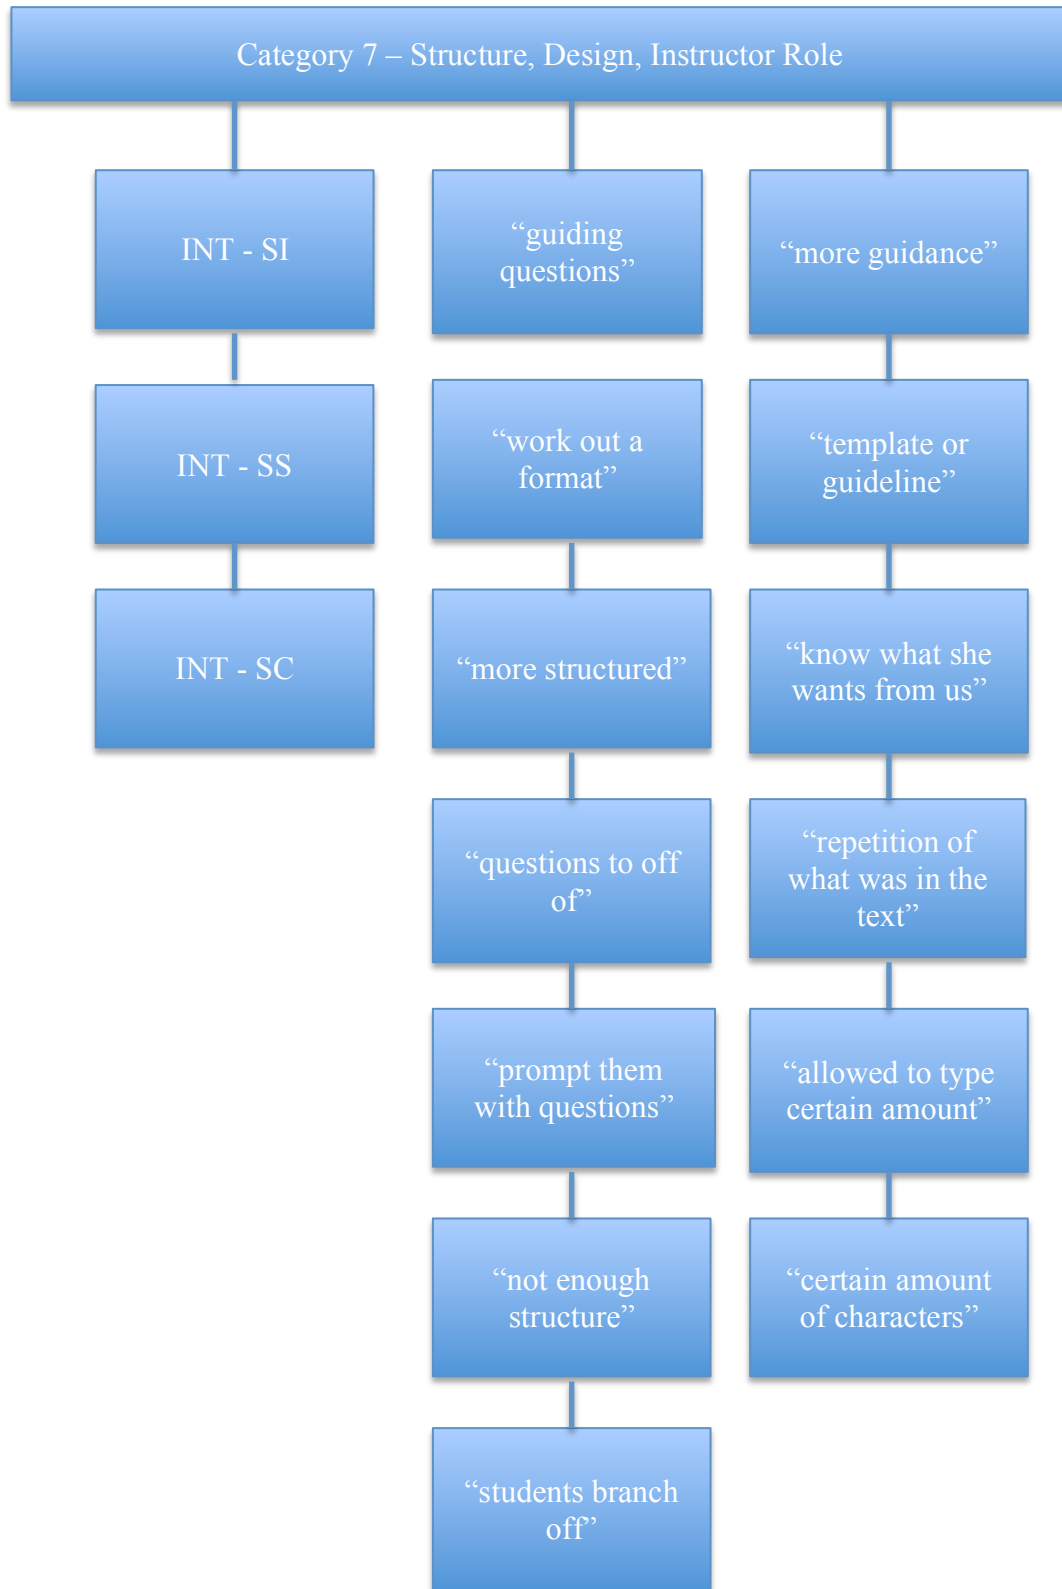 Category 7 – Structure, Design, Instructor Role
INT - SI
INT - SS
INT - SC
“guiding
questions”
“work out a
format”
“more structured”
“questions to off
of”
“prompt them
with questions”
“not enough
structure”
“students branch
off”
“more guidance”
“template or
guideline”
“know what she
wants from us”
“repetition of
what was in the
text”
“allowed to type
certain amount”
“certain amount
of characters”